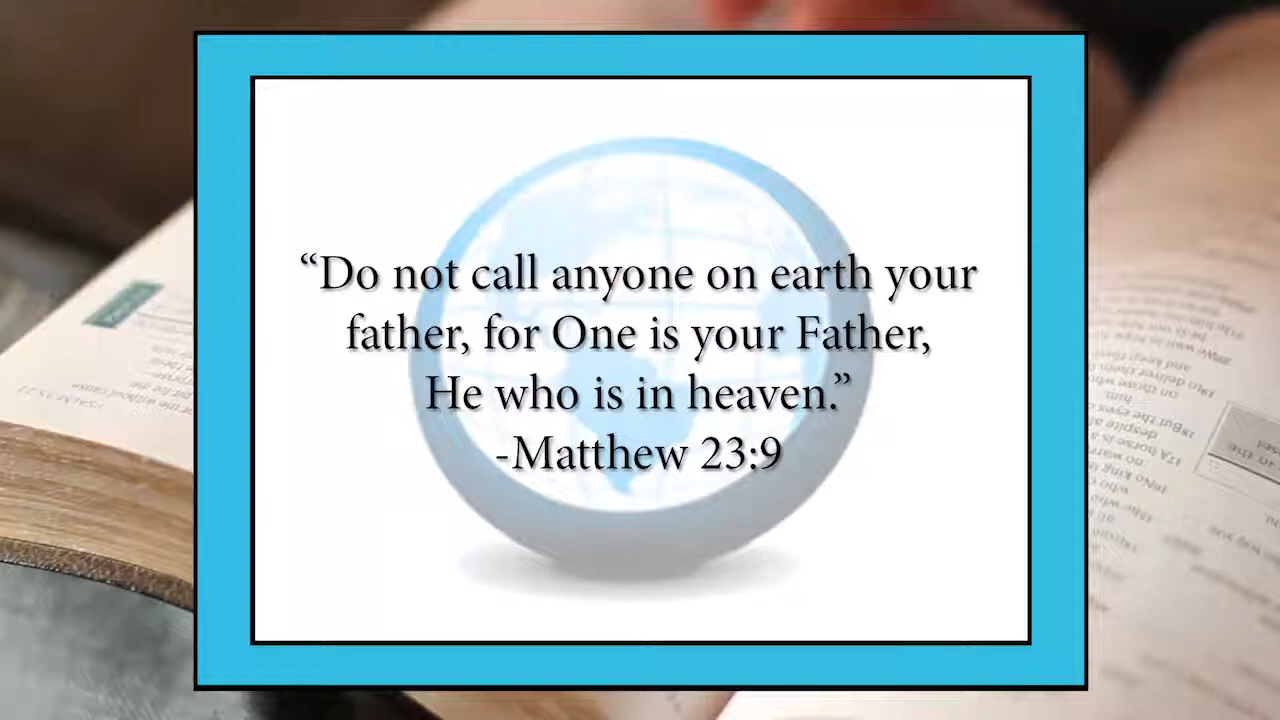 “Do not call anyone on earth your
father, for One is your Father,
He who is in heaven.”
-Matthew 23:9